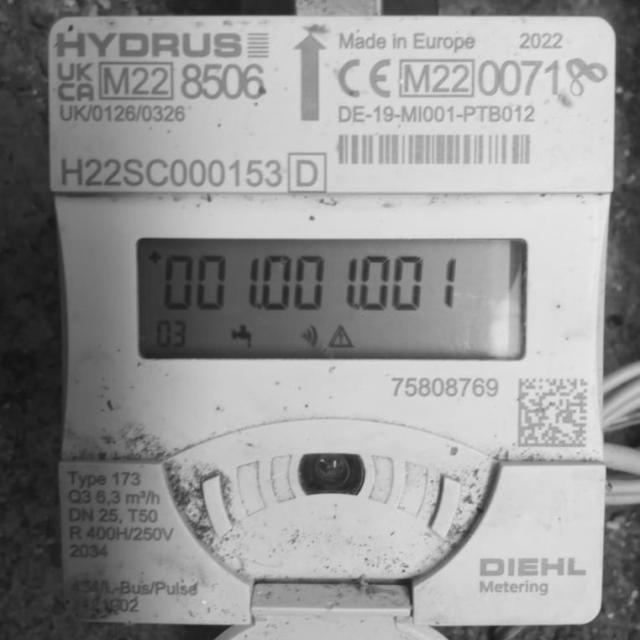 HYDRUS
Made in Europe 2022
UK CA M22 8506
CE M22 0071
UK/0126/0326
DE-19-MI001-PTB012
H22SC000153 D
001.001.001
03
75808769
Type 173
Q3 6,3 m³/h
DN 25, T50
R 400H/250V
2034
/L-Bus/Pulse
DIEHL
Metering